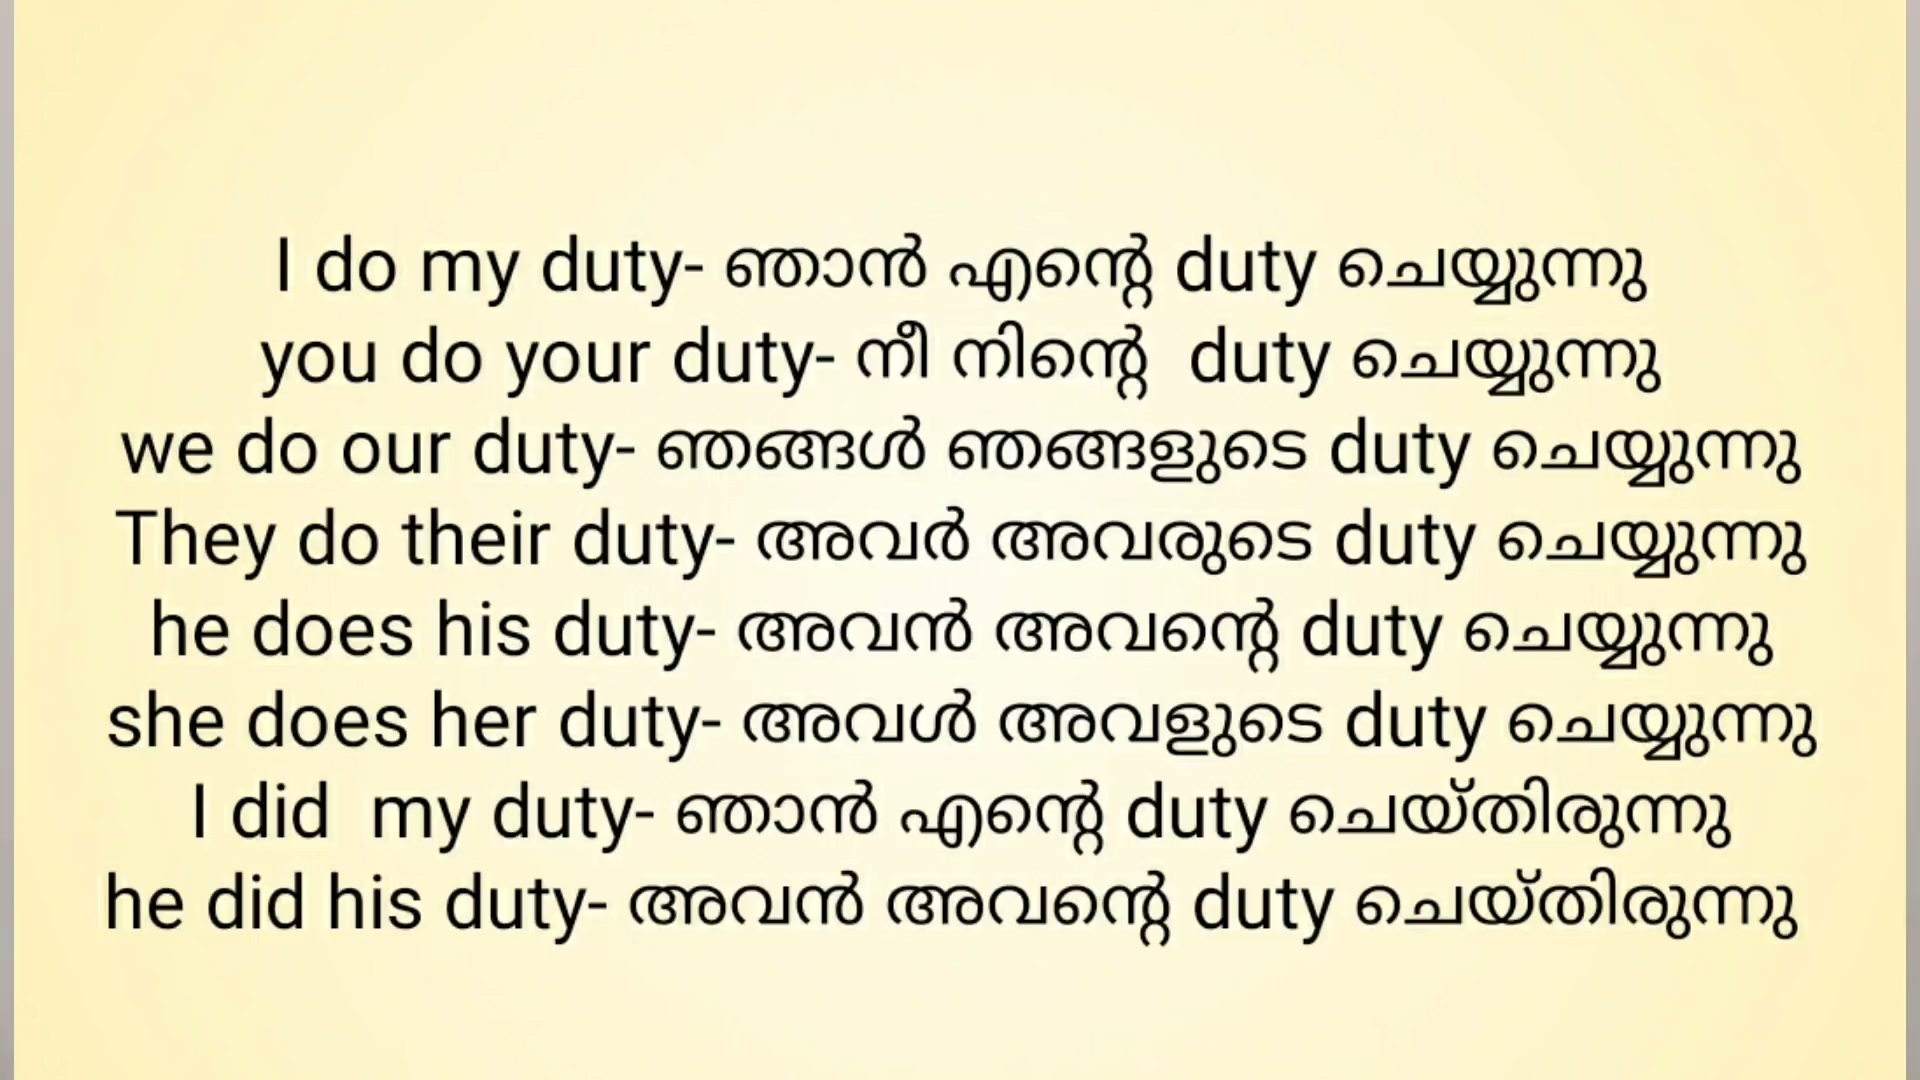 I do my duty- ഞാൻ എന്റെ duty ചെയ്യുന്നു
you do your duty- നീ നിന്റെ  duty ചെയ്യുന്നു
we do our duty- ഞങ്ങൾ ഞങ്ങളുടെ duty ചെയ്യുന്നു
They do their duty- അവർ അവരുടെ duty ചെയ്യുന്നു
he does his duty- അവൻ അവന്റെ duty ചെയ്യുന്നു
she does her duty- അവൾ അവളുടെ duty ചെയ്യുന്നു
I did  my duty- ഞാൻ എന്റെ duty ചെയ്തിരുന്നു
he did his duty- അവൻ അവന്റെ duty ചെയ്തിരുന്നു